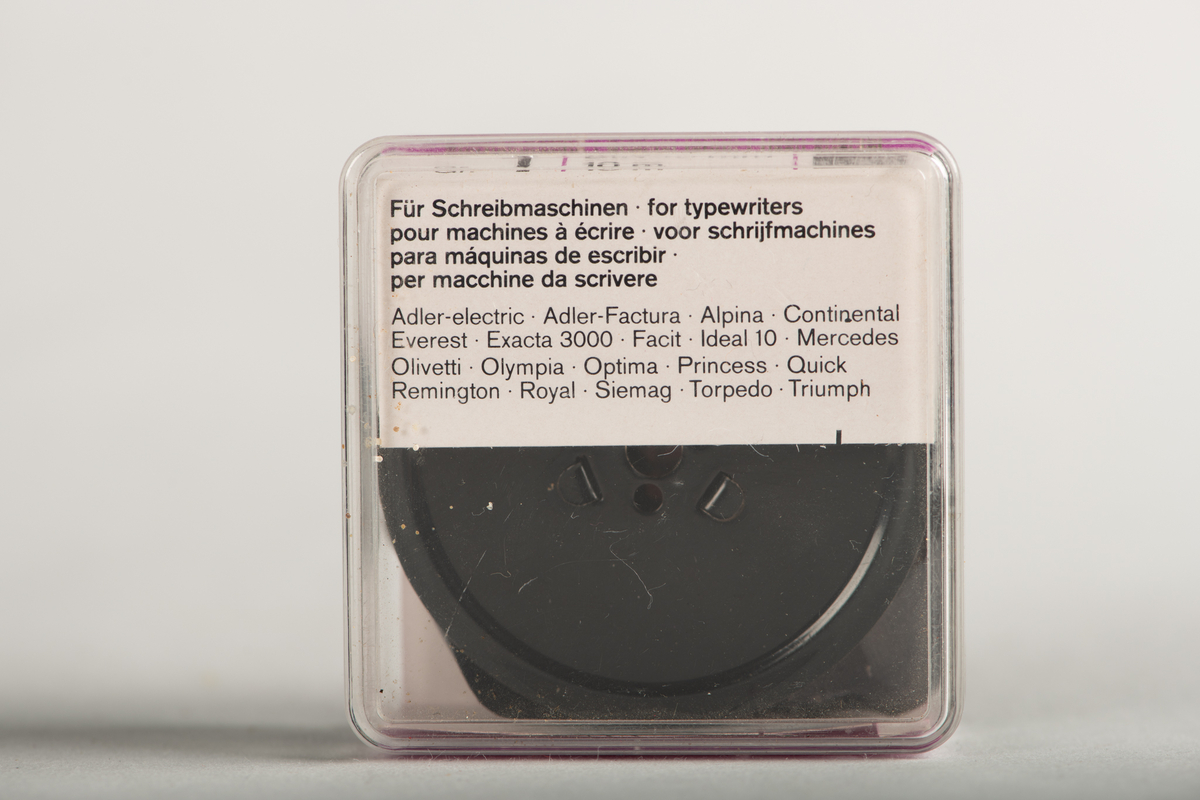 10 m
Für Schreibmaschinen · for typewriters
pour machines à écrire · voor schrijfmachines
para máquinas de escribir ·
per macchine da scrivere
Adler-electric · Adler-Factura · Alpina · Continental
Everest · Exacta 3000 · Facit · Ideal 10 · Mercedes
Olivetti · Olympia · Optima · Princess · Quick
Remington · Royal · Siemag · Torpedo · Triumph